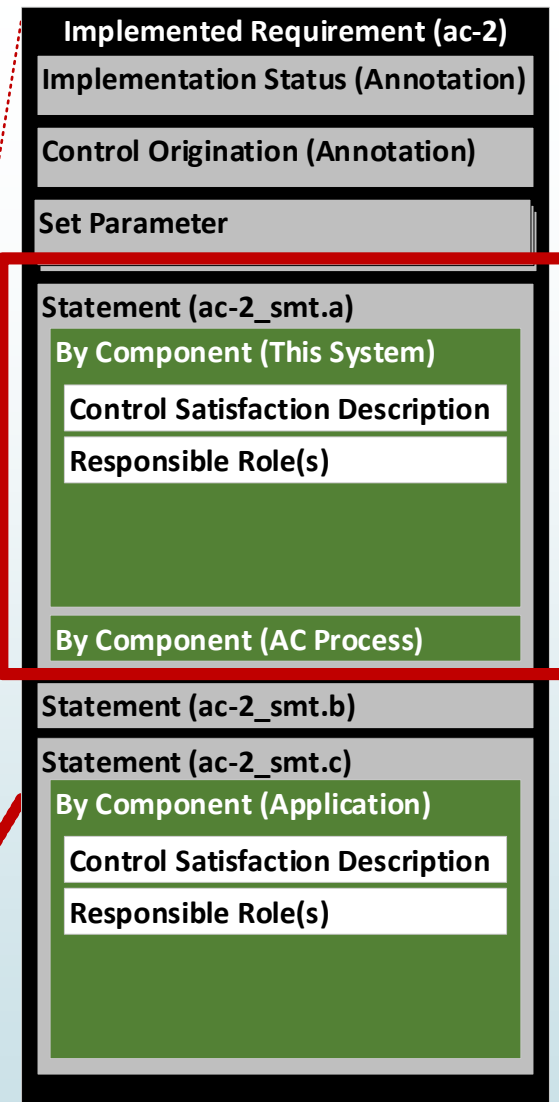 Implemented Requirement (ac-2)
Implementation Status (Annotation)
Control Origination (Annotation)
Set Parameter
Statement (ac-2_smt.a)
By Component (This System)
Control Satisfaction Description
Responsible Role(s)
By Component (AC Process)
Statement (ac-2_smt.b)
Statement (ac-2_smt.c)
By Component (Application)
Control Satisfaction Description
Responsible Role(s)